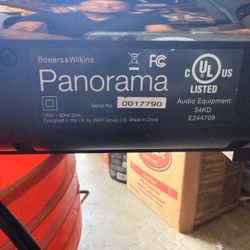 Bowers & Wilkins
Panorama
Serial No. 0017790
120V ~ 60Hz 32W
Designed in the UK by B&W Group Ltd. Made in China
FC
C UL US
LISTED
Audio Equipment
34KD
E244709